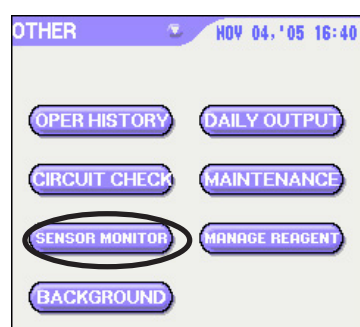 OTHER NOV 04,'05 16:40
OPER HISTORY DAILY OUTPUT
CIRCUIT CHECK MAINTENANCE
SENSOR MONITOR MANAGE REAGENT
BACKGROUND